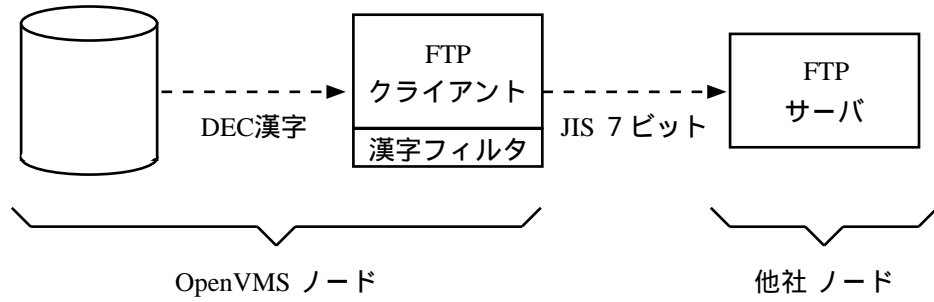 FTP
クライアント
漢字フィルタ
DEC漢字
JIS 7 ビット
FTP
サーバ
OpenVMS ノード
他社 ノード